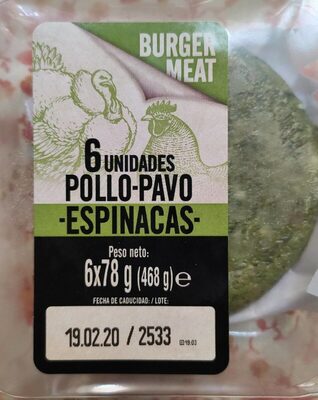 BURGER
MEAT
6 UNIDADES
POLLO-PAVO
-ESPINACAS-
Peso neto:
6x78 g (468 g) e
FECHA DE CADUCIDAD: / LOTE:
19.02.20 / 2533